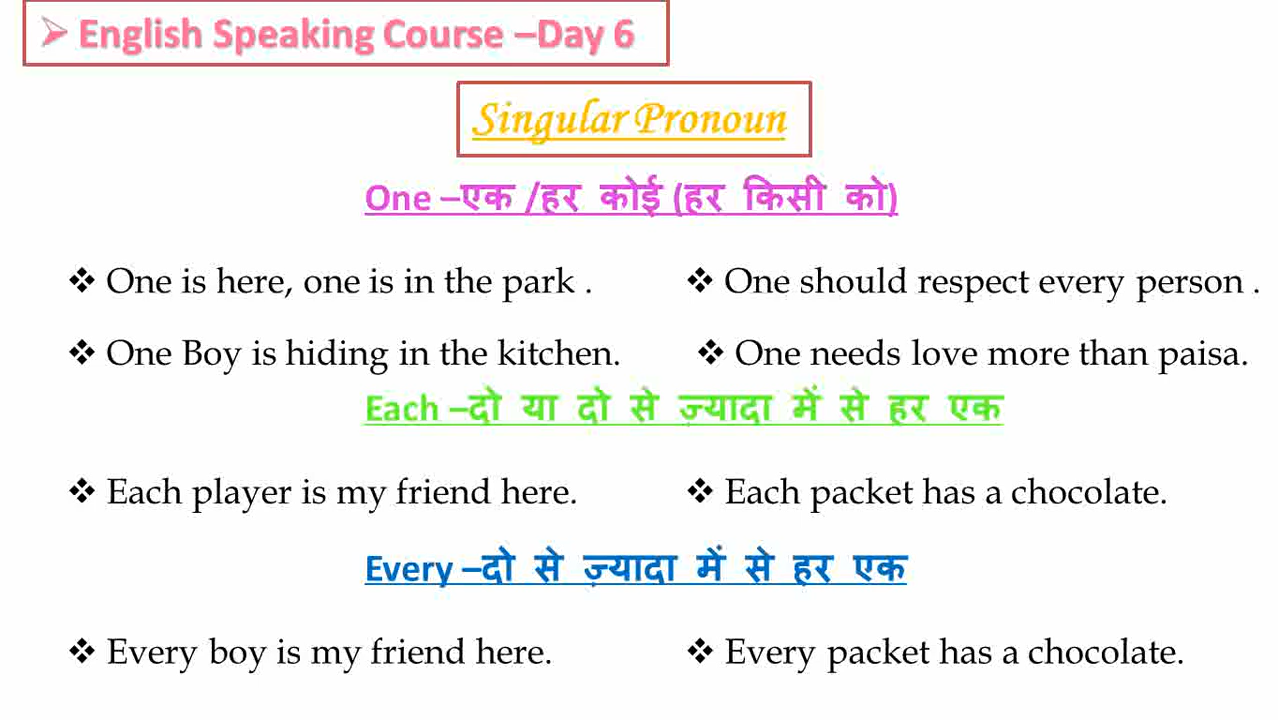 ➢ English Speaking Course –Day 6
Singular Pronoun
One –एक /हर कोई (हर किसी को)
❖ One is here, one is in the park .
❖ One should respect every person .
❖ One Boy is hiding in the kitchen.
❖ One needs love more than paisa.
Each –दो या दो से ज़्यादा में से हर एक
❖ Each player is my friend here.
❖ Each packet has a chocolate.
Every –दो से ज़्यादा में से हर एक
❖ Every boy is my friend here.
❖ Every packet has a chocolate.